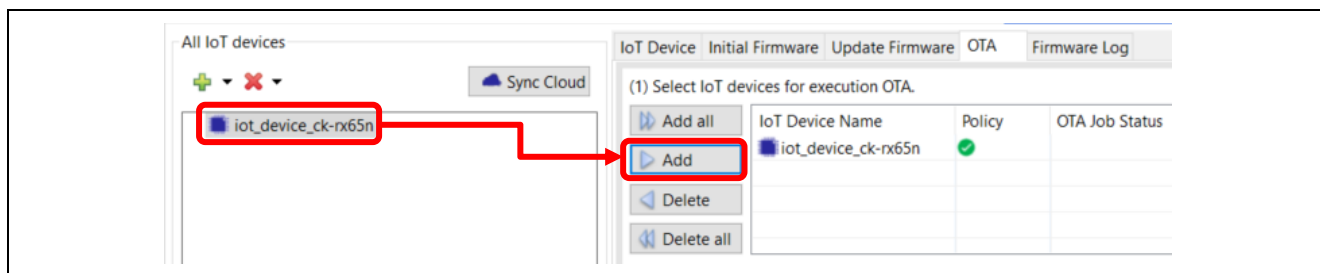 All IoT devices
Sync Cloud
iot_device_ck-rx65n
IoT Device Initial Firmware Update Firmware OTA Firmware Log
(1) Select IoT devices for execution OTA.
Add all
Add
Delete
Delete all
IoT Device Name Policy OTA Job Status
iot_device_ck-rx65n